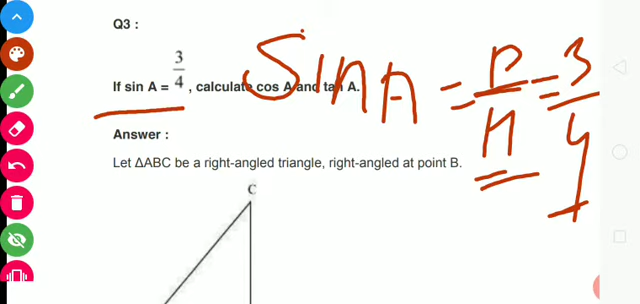 Q3 :
If sin A = 3/4 , calculate cos A and tan A.
Sin A = P/H = 3/4
Answer :
Let ΔABC be a right-angled triangle, right-angled at point B.
C